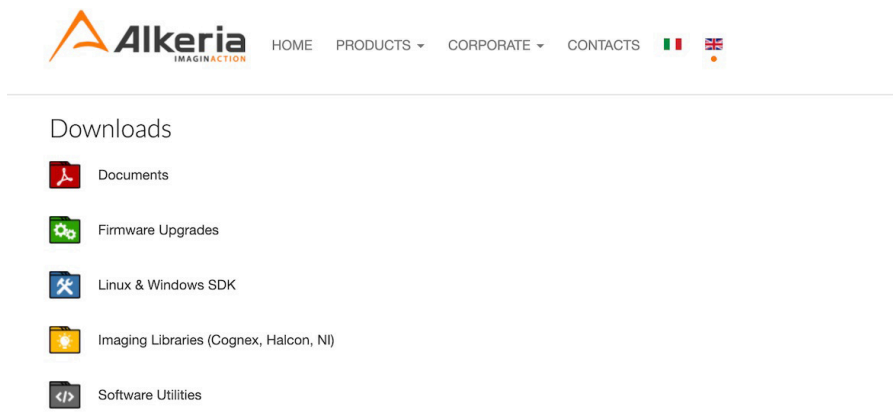 Alkeria
IMAGINACTION
HOME PRODUCTS CORPORATE CONTACTS
Downloads
Documents
Firmware Upgrades
Linux & Windows SDK
Imaging Libraries (Cognex, Halcon, NI)
</> Software Utilities